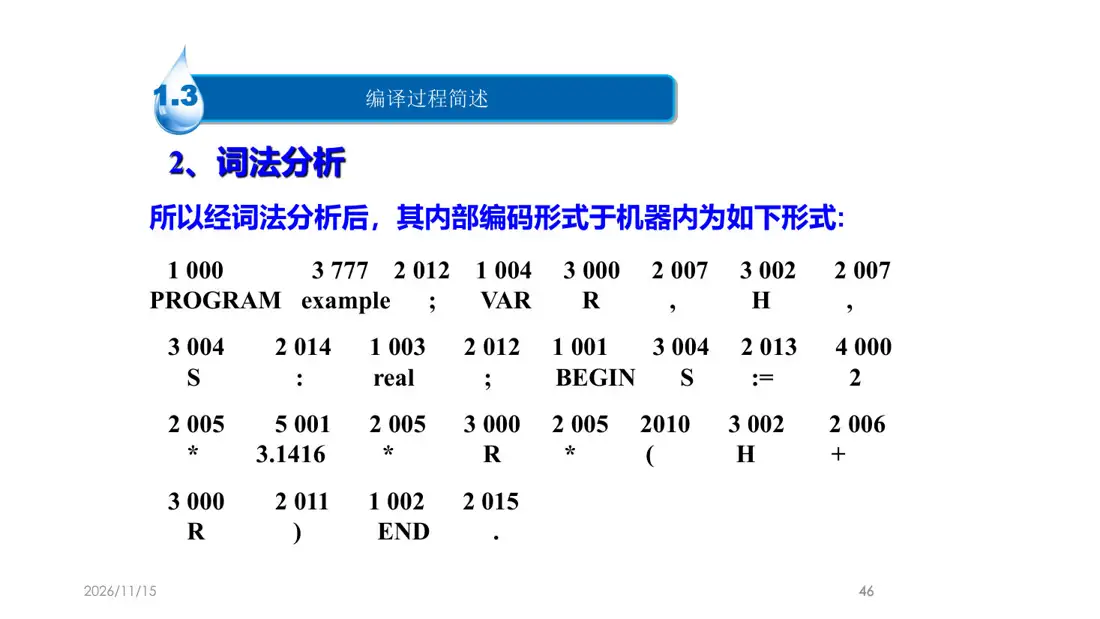 1.3
编译过程简述
2、词法分析
所以经词法分析后，其内部编码形式于机器内为如下形式:
1 000 3 777 2 012 1 004 3 000 2 007 3 002 2 007
PROGRAM example ; VAR R , H ,
3 004 2 014 1 003 2 012 1 001 3 004 2 013 4 000
S : real ; BEGIN S := 2
2 005 5 001 2 005 3 000 2 005 2010 3 002 2 006
* 3.1416 * R * ( H +
3 000 2 011 1 002 2 015
R ) END .
2026/11/15
46